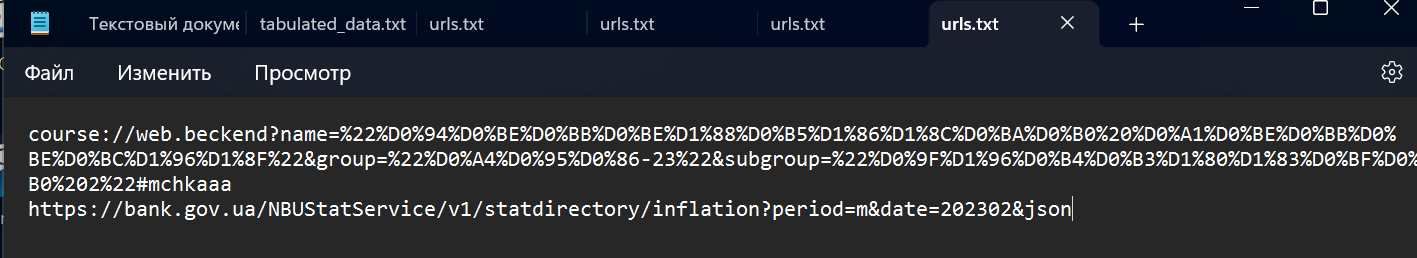 Текстовый докуме tabulated_data.txt urls.txt urls.txt urls.txt urls.txt
Файл Изменить Просмотр
course://web.beckend?name=%22%D0%94%D0%BE%D0%BB%D0%BE%D1%88%D0%B5%D1%86%D1%8C%D0%BA%D0%B0%20%D0%A1%D0%BE%D0%BB%D0%
BE%D0%BC%D1%96%D1%8F%22&group=%22%D0%A4%D0%95%D0%86-23%22&subgroup=%22%D0%9F%D1%96%D0%B4%D0%B3%D1%80%D1%83%D0%BF%D0%
B0%202%22#mchkaaa
https://bank.gov.ua/NBUStatService/v1/statdirectory/inflation?period=m&date=202302&json